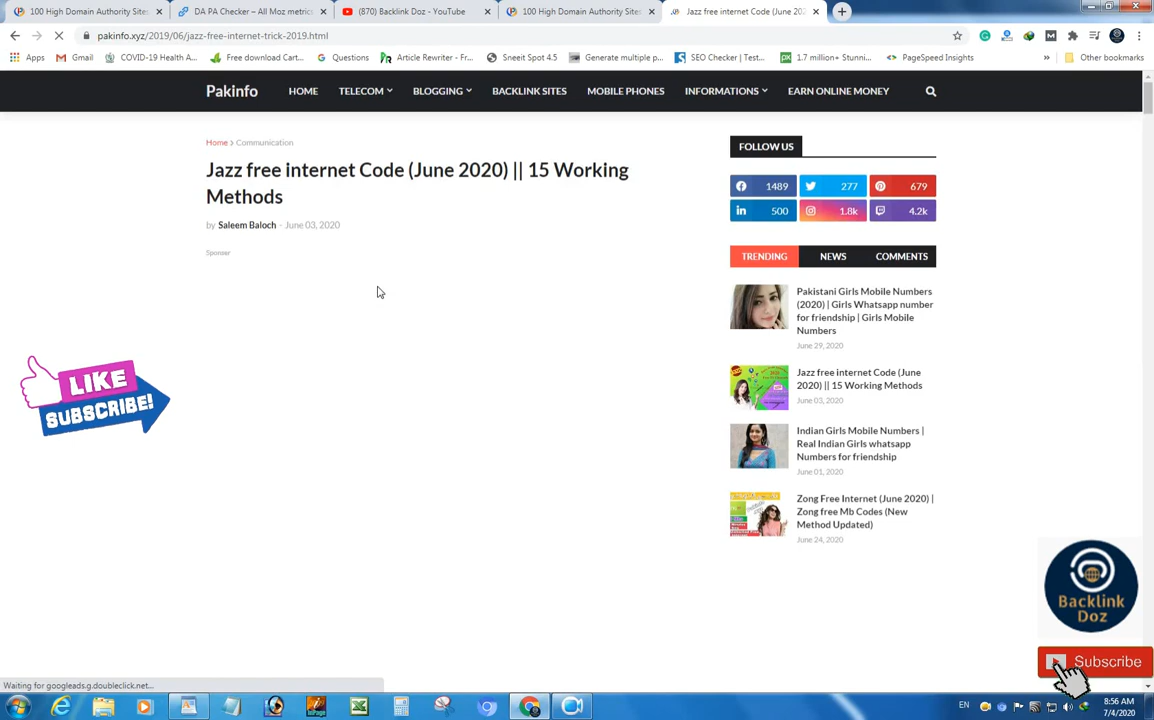 100 High Domain Authority Sites
DA PA Checker – All Moz metrics
(870) Backlink Doz - YouTube
100 High Domain Authority Sites
Jazz free internet Code (June 202
pakinfo.xyz/2019/06/jazz-free-internet-trick-2019.html
Apps
Gmail
COVID-19 Health A...
Free download Cart...
Questions
Article Rewriter - Fr...
Sneeit Spot 4.5
Generate multiple p...
SEO Checker | Test...
1.7 million+ Stunni...
PageSpeed Insights
»
Other bookmarks
Pakinfo
HOME
TELECOM
BLOGGING
BACKLINK SITES
MOBILE PHONES
INFORMATIONS
EARN ONLINE MONEY
Home > Communication
Jazz free internet Code (June 2020) || 15 Working
Methods
by Saleem Baloch - June 03, 2020
Sponser
FOLLOW US
1489
277
679
500
1.8k
4.2k
TRENDING
NEWS
COMMENTS
Pakistani Girls Mobile Numbers
(2020) | Girls Whatsapp number
for friendship | Girls Mobile
Numbers
June 29, 2020
Jazz free internet Code (June
2020) || 15 Working Methods
June 03, 2020
Indian Girls Mobile Numbers |
Real Indian Girls whatsapp
Numbers for friendship
June 01, 2020
Zong Free Internet (June 2020) |
Zong free Mb Codes (New
Method Updated)
June 24, 2020
LIKE
SUBSCRIBE!
Backlink
Doz
Subscribe
Waiting for googleads.g.doubleclick.net...
EN
8:56 AM
7/4/2020